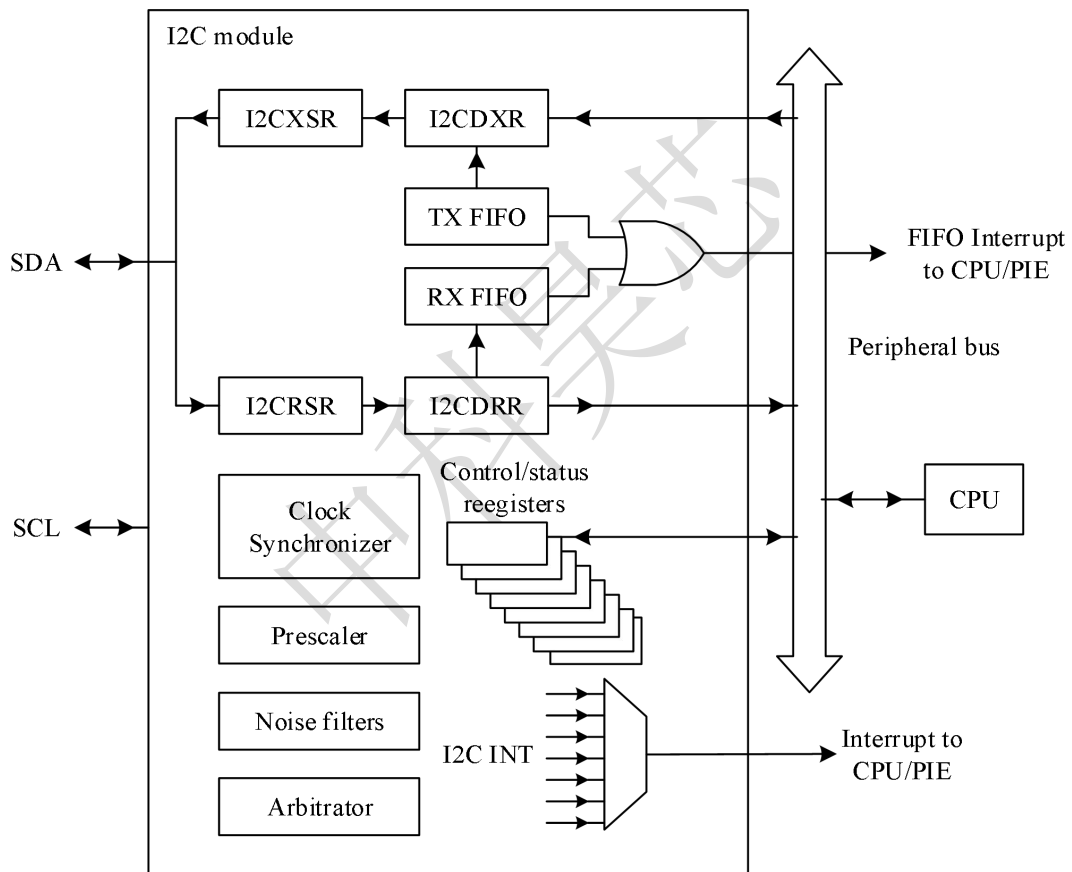 I2C module
I2CXSR
I2CDXR
TX FIFO
SDA
FIFO Interrupt
to CPU/PIE
RX FIFO
Peripheral bus
I2CRSR
I2CDRR
Control/status
reegisters
CPU
SCL
Clock
Synchronizer
Prescaler
Noise filters
I2C INT
Interrupt to
CPU/PIE
Arbitrator
中科昊芯